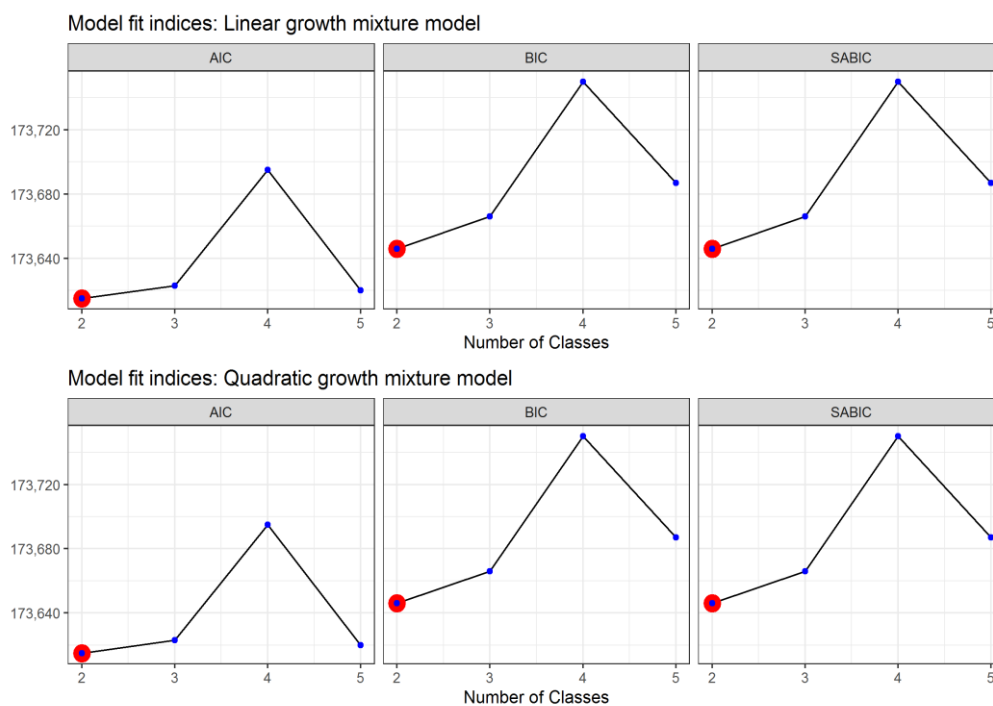 Model fit indices: Linear growth mixture model
AIC BIC SABIC
173,720
173,680
173,640
2 3 4 5 2 3 4 5 2 3 4 5
Number of Classes
Model fit indices: Quadratic growth mixture model
AIC BIC SABIC
173,720
173,680
173,640
2 3 4 5 2 3 4 5 2 3 4 5
Number of Classes